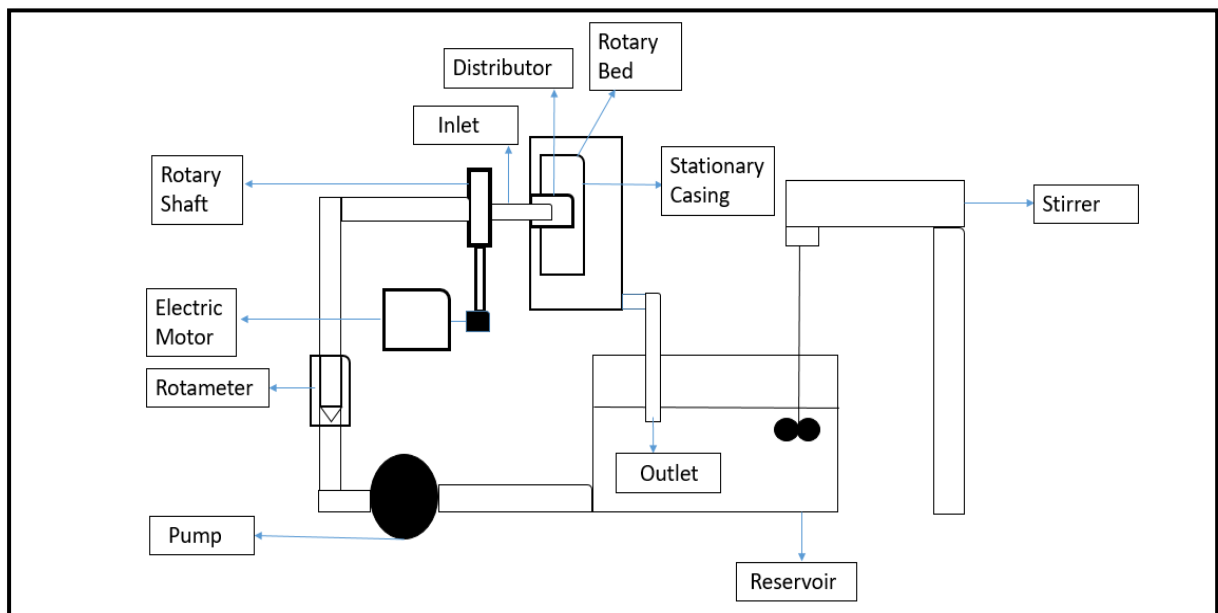 Rotary
Bed
Distributor
Inlet
Rotary
Shaft
Stationary
Casing
Stirrer
Electric
Motor
Rotameter
Outlet
Pump
Reservoir